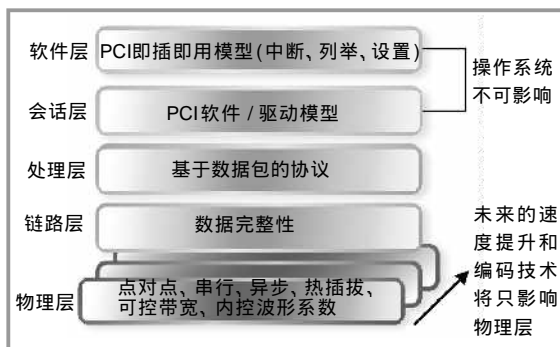 软件层
PCI即插即用模型(中断、列举、设置)
操作系统
不可影响
会话层
PCI软件 / 驱动模型
处理层
基于数据包的协议
链路层
数据完整性
物理层
点对点、串行、异步、热插拔、
可控带宽、内控波形系数
未来的速
度提升和
编码技术
将只影响
物理层